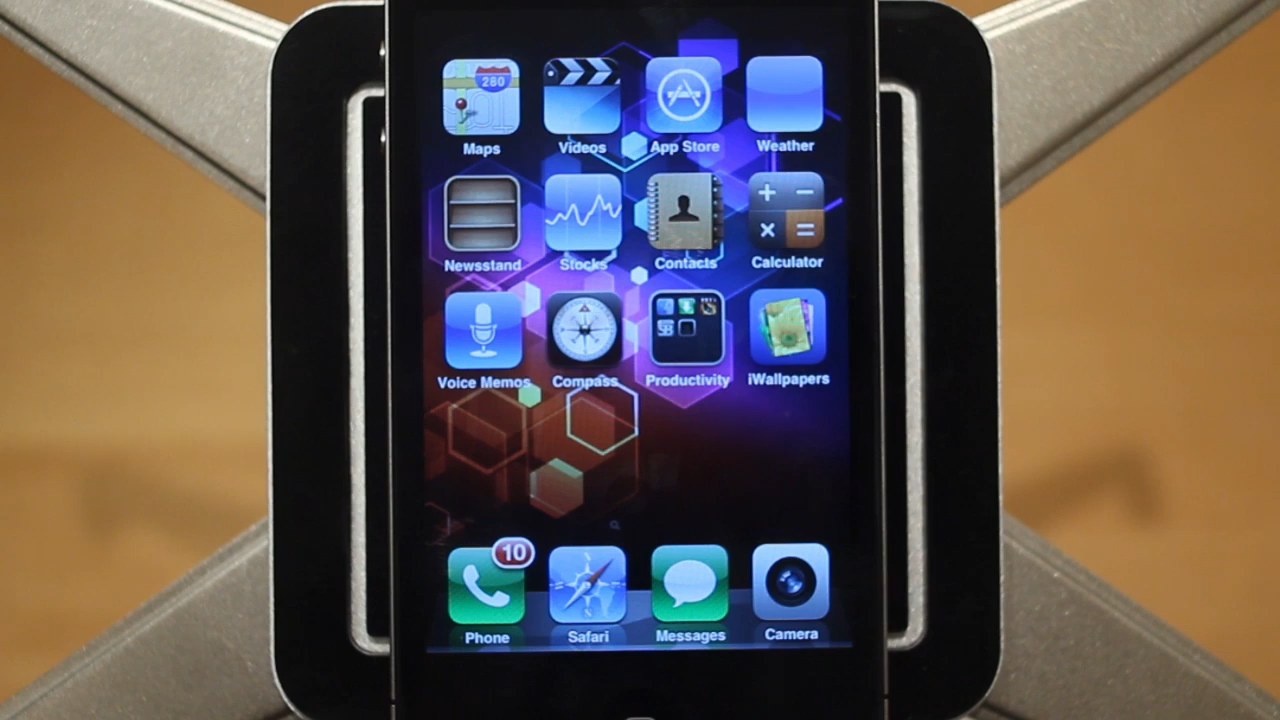 280
Maps Videos App Store Weather
Newsstand Stocks Contacts Calculator
Voice Memos Compass Productivity iWallpapers
10
Phone Safari Messages Camera